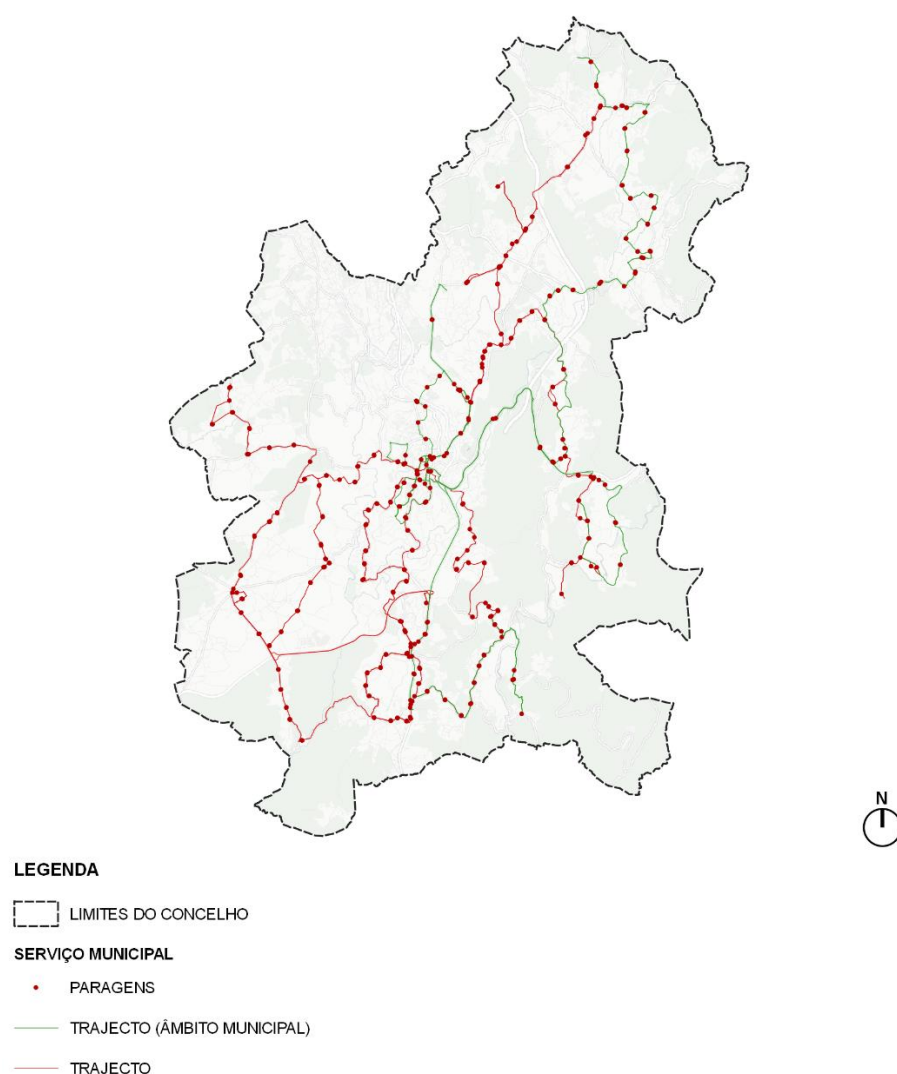 N
LEGENDA
LIMITES DO CONCELHO
SERVIÇO MUNICIPAL
PARAGENS
TRAJECTO (ÂMBITO MUNICIPAL)
TRAJECTO